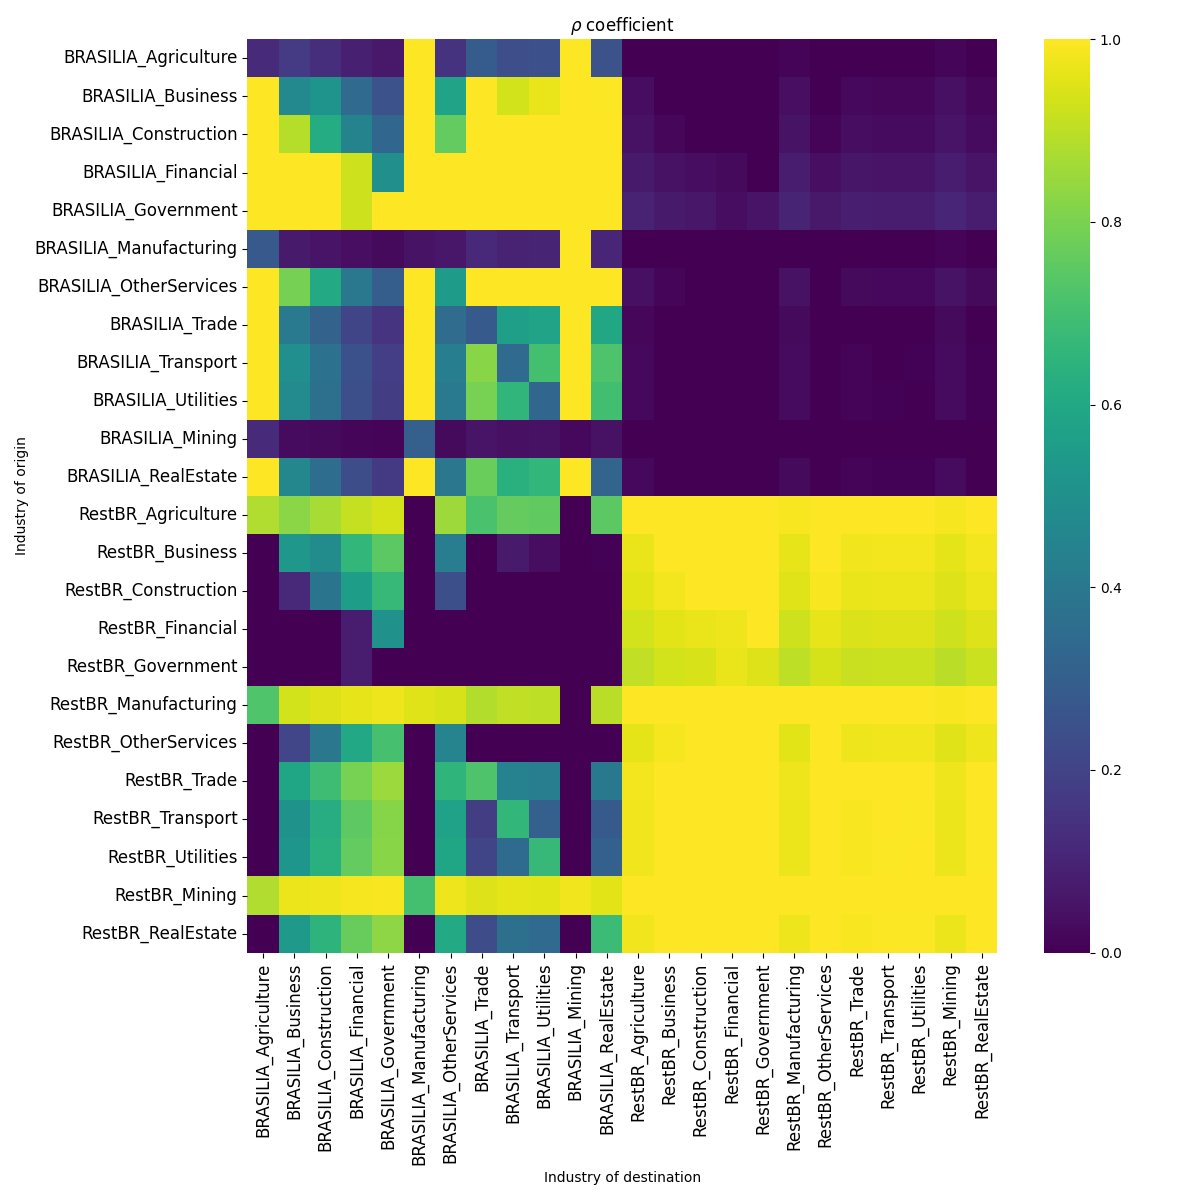 ρ coefficient
BRASILIA_Agriculture
BRASILIA_Business
BRASILIA_Construction
BRASILIA_Financial
BRASILIA_Government
BRASILIA_Manufacturing
BRASILIA_OtherServices
BRASILIA_Trade
BRASILIA_Transport
BRASILIA_Utilities
BRASILIA_Mining
BRASILIA_RealEstate
RestBR_Agriculture
RestBR_Business
RestBR_Construction
RestBR_Financial
RestBR_Government
RestBR_Manufacturing
RestBR_OtherServices
RestBR_Trade
RestBR_Transport
RestBR_Utilities
RestBR_Mining
RestBR_RealEstate
Industry of origin
BRASILIA_Agriculture
BRASILIA_Business
BRASILIA_Construction
BRASILIA_Financial
BRASILIA_Government
BRASILIA_Manufacturing
BRASILIA_OtherServices
BRASILIA_Trade
BRASILIA_Transport
BRASILIA_Utilities
BRASILIA_Mining
BRASILIA_RealEstate
RestBR_Agriculture
RestBR_Business
RestBR_Construction
RestBR_Financial
RestBR_Government
RestBR_Manufacturing
RestBR_OtherServices
RestBR_Trade
RestBR_Transport
RestBR_Utilities
RestBR_Mining
RestBR_RealEstate
Industry of destination
1.0
0.8
0.6
0.4
0.2
0.0